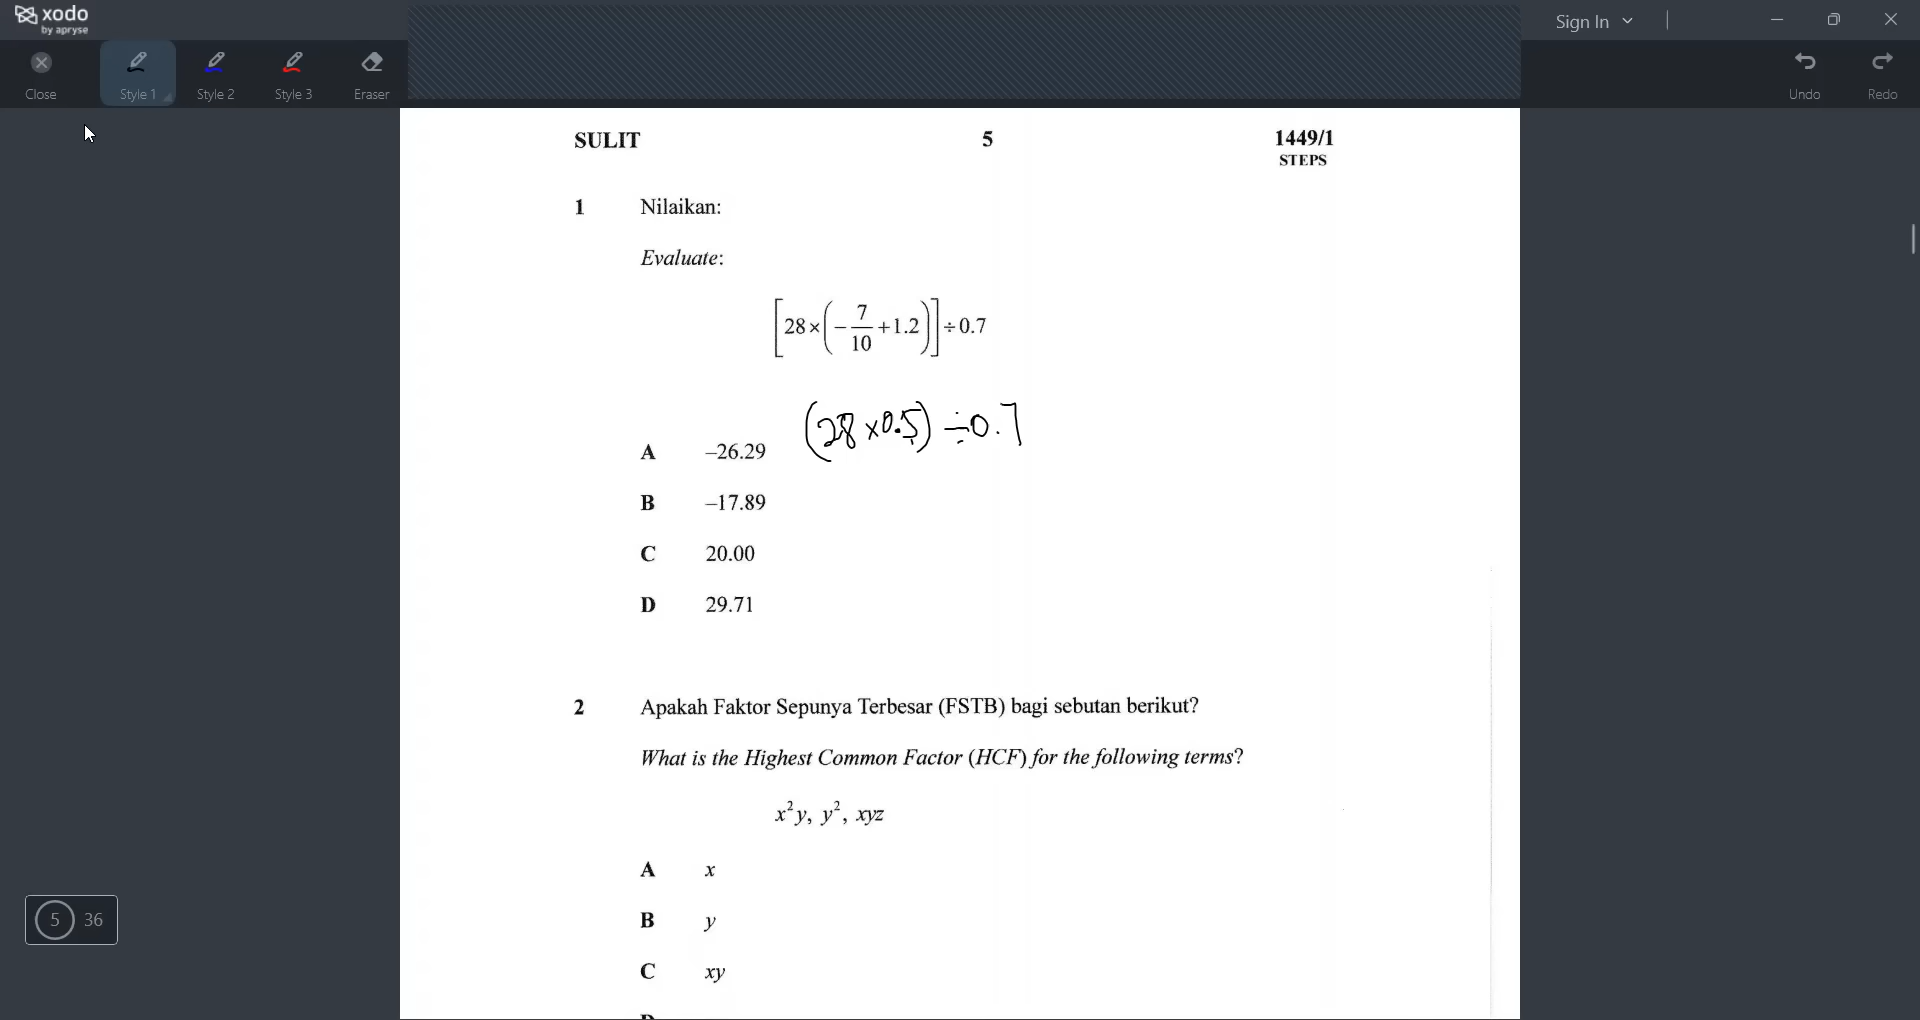 xodo
by apryse
Sign In
Close
Style 1
Style 2
Style 3
Eraser
Undo
Redo
SULIT 5 1449/1
STEPS
1 Nilaikan:
Evaluate:
[28×(−7/10+1.2)]÷0.7
(28×0.5)÷0.7
A –26.29
B –17.89
C 20.00
D 29.71
2 Apakah Faktor Sepunya Terbesar (FSTB) bagi sebutan berikut?
What is the Highest Common Factor (HCF) for the following terms?
x²y, y², xyz
A x
B y
C xy
5 36